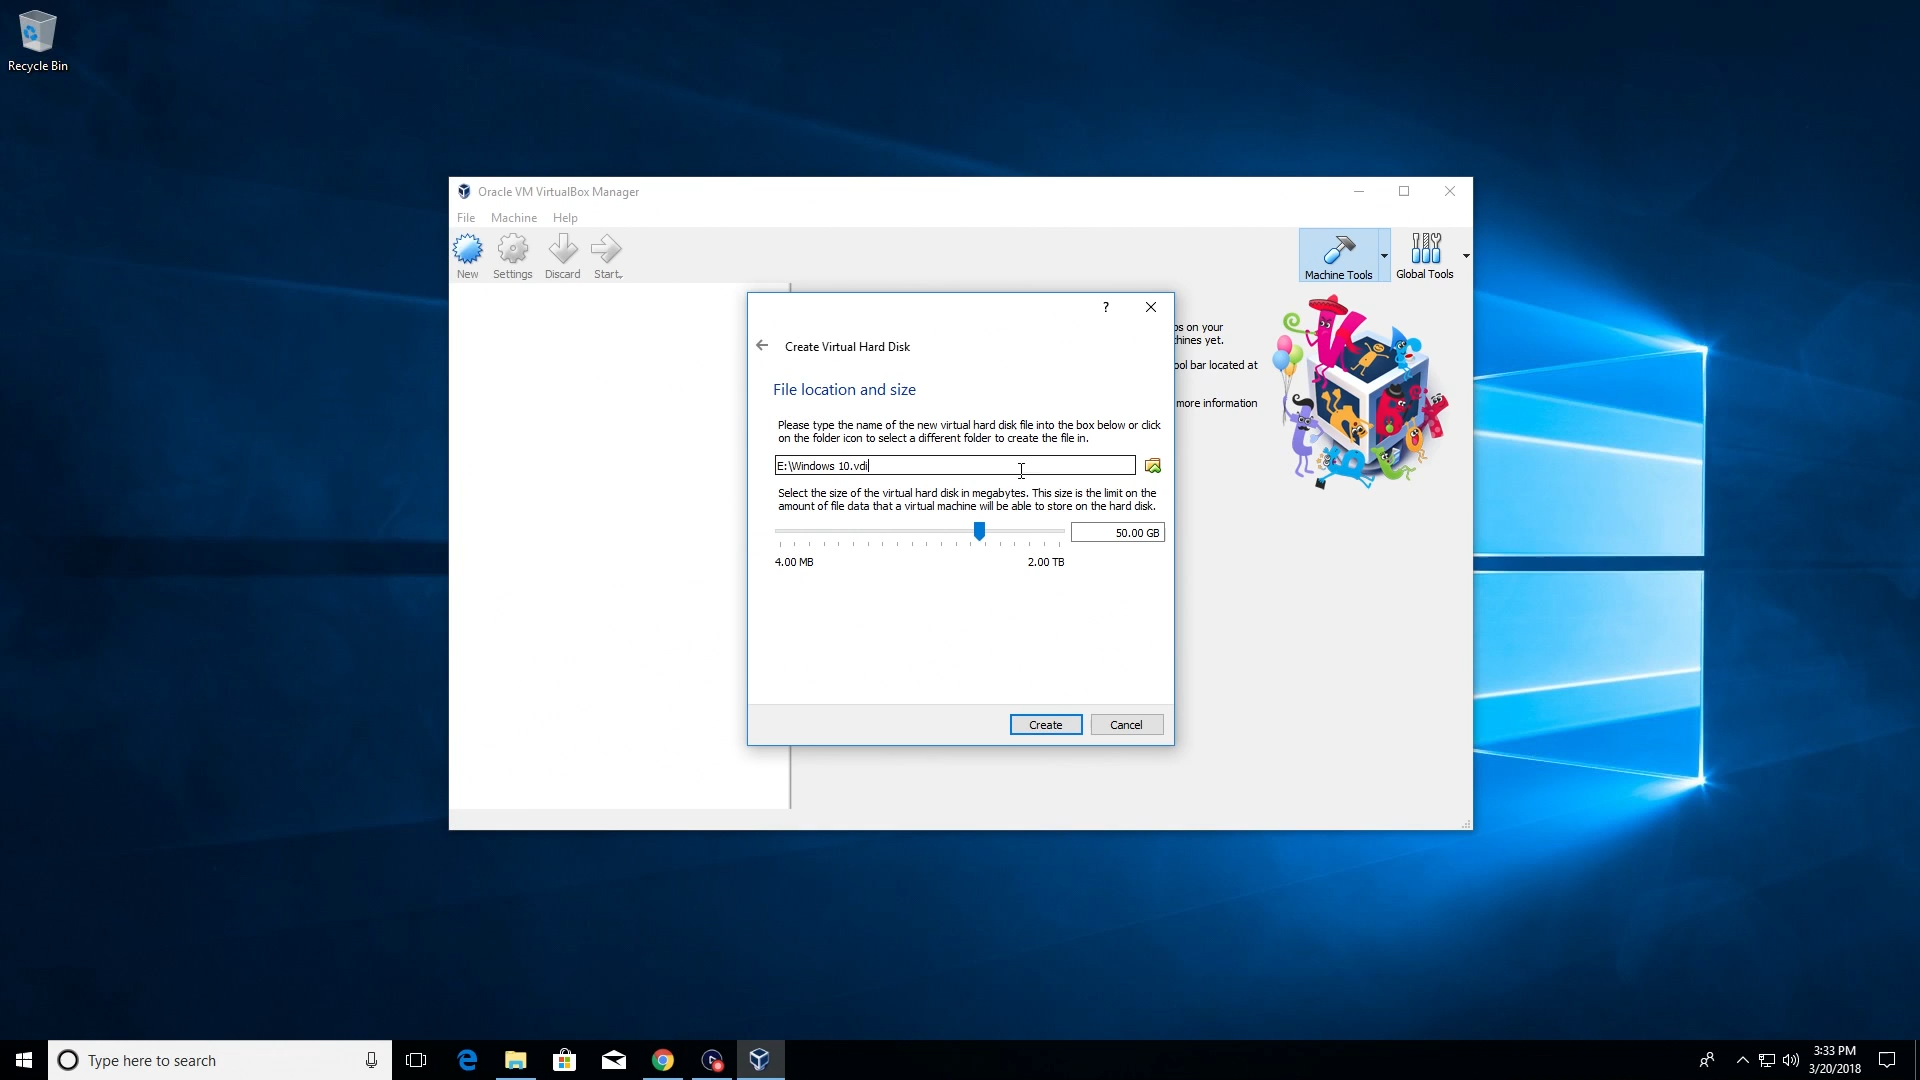 Recycle Bin
Oracle VM VirtualBox Manager
File Machine Help
New Settings Discard Start
Machine Tools Global Tools
on your
yet.
bar located at
more information
?
Create Virtual Hard Disk
File location and size
Please type the name of the new virtual hard disk file into the box below or click
on the folder icon to select a different folder to create the file in.
E:\Windows 10.vdi
Select the size of the virtual hard disk in megabytes. This size is the limit on the
amount of file data that a virtual machine will be able to store on the hard disk.
50.00 GB
4.00 MB 2.00 TB
Create Cancel
Type here to search
3:33 PM
3/20/2018